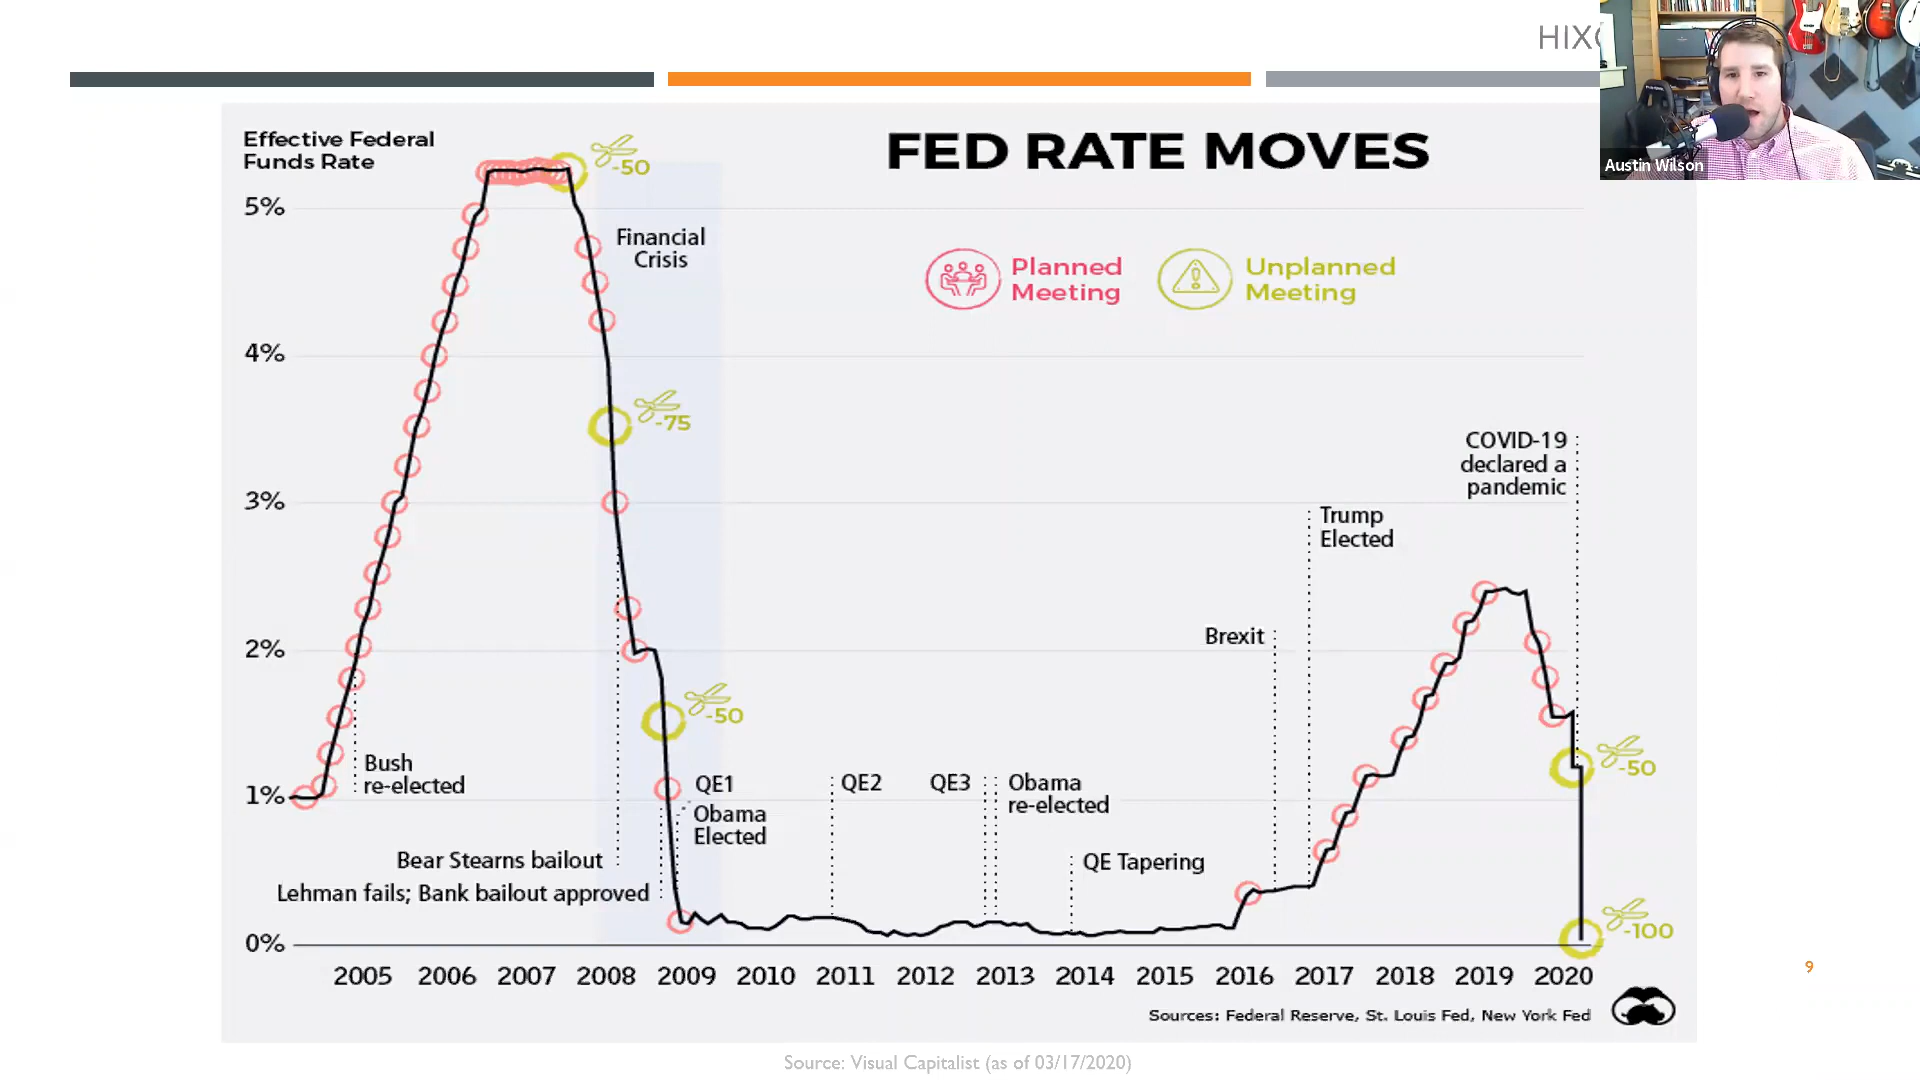 HIXO
Austin Wilson
Effective Federal
Funds Rate
FED RATE MOVES
-50
5%
Financial
Crisis
Planned
Meeting
Unplanned
Meeting
4%
-75
COVID-19
declared a
pandemic
3%
Trump
Elected
Brexit
2%
-50
Bush
re-elected
QE1
QE2
QE3
Obama
re-elected
-50
1%
Obama
Elected
Bear Stearns bailout
QE Tapering
Lehman fails; Bank bailout approved
-100
0%
2005 2006 2007 2008 2009 2010 2011 2012 2013 2014 2015 2016 2017 2018 2019 2020
9
Sources: Federal Reserve, St. Louis Fed, New York Fed
Source: Visual Capitalist (as of 03/17/2020)